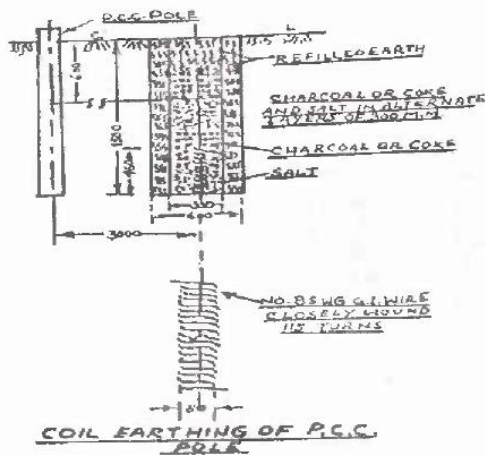 P.C.C. POLE
G
L
REFILLED EARTH
CHARCOAL OR COKE
AND SALT IN ALTERNATE
LAYERS OF 300 M.M
CHARCOAL OR COKE
SALT
1500
3000
NO. 8 SWG G.I. WIRE
CLOSELY WOUND
115 TURNS
COIL EARTHING OF P.C.C.
POLE